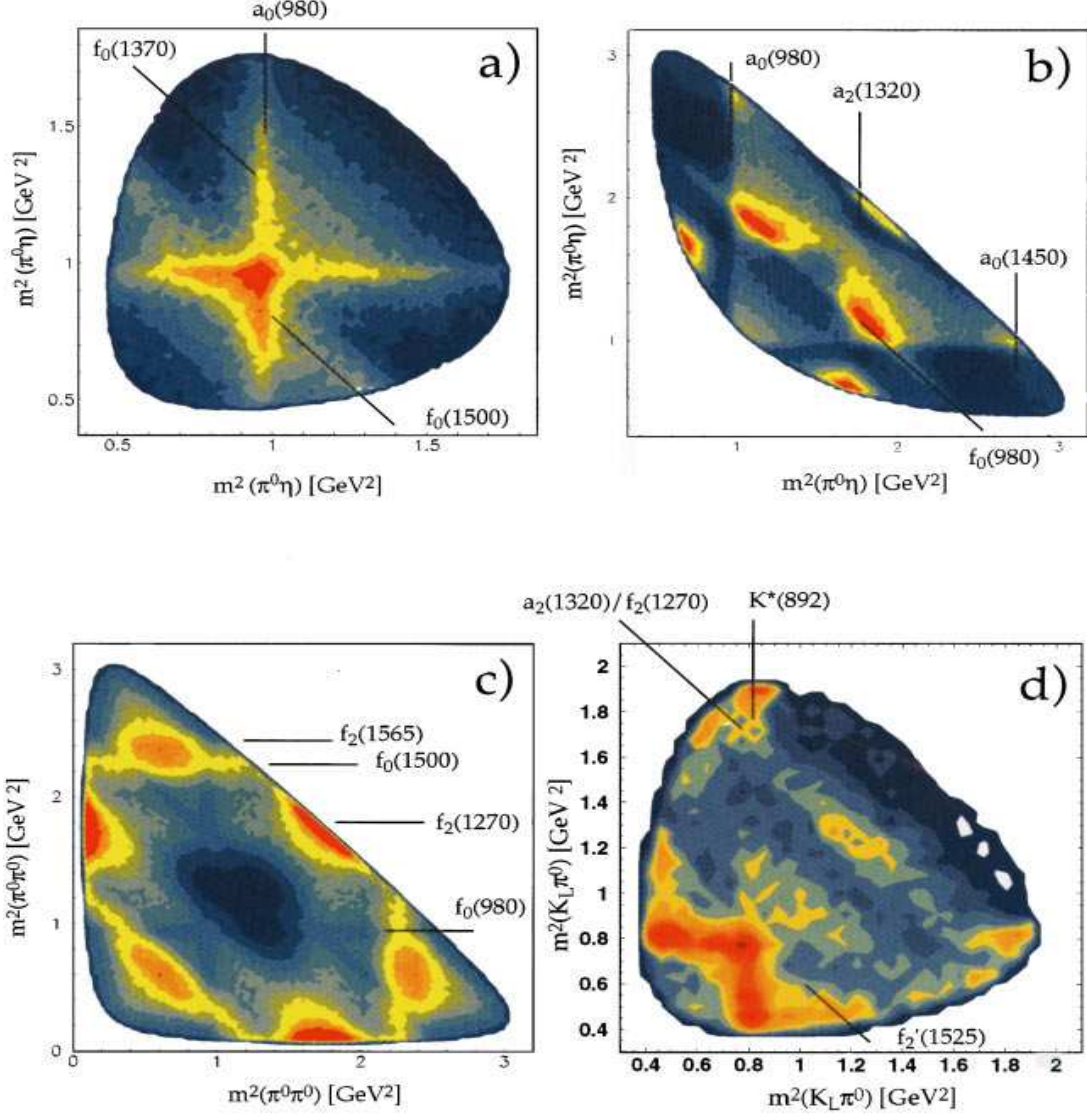 a₀(980)
f₀(1370)
a)
1.5
1
0.5
m² (π⁰η) [GeV²]
0.5
1
1.5
f₀(1500)
m² (π⁰η) [GeV²]
b)
a₀(980)
a₂(1320)
3
2
1
m²(π⁰η) [GeV²]
a₀(1450)
1
2
3
f₀(980)
m²(π⁰η) [GeV²]
c)
3
2
1
0
m²(π⁰π⁰) [GeV²]
f₂(1565)
f₀(1500)
f₂(1270)
f₀(980)
0
1
2
3
m²(π⁰π⁰) [GeV²]
a₂(1320)/f₂(1270)
K*(892)
d)
2
1.8
1.6
1.4
1.2
1
0.8
0.6
0.4
m²(K_Lπ⁰) [GeV²]
f₂'(1525)
0.4
0.6
0.8
1
1.2
1.4
1.6
1.8
2
m²(K_Lπ⁰) [GeV²]